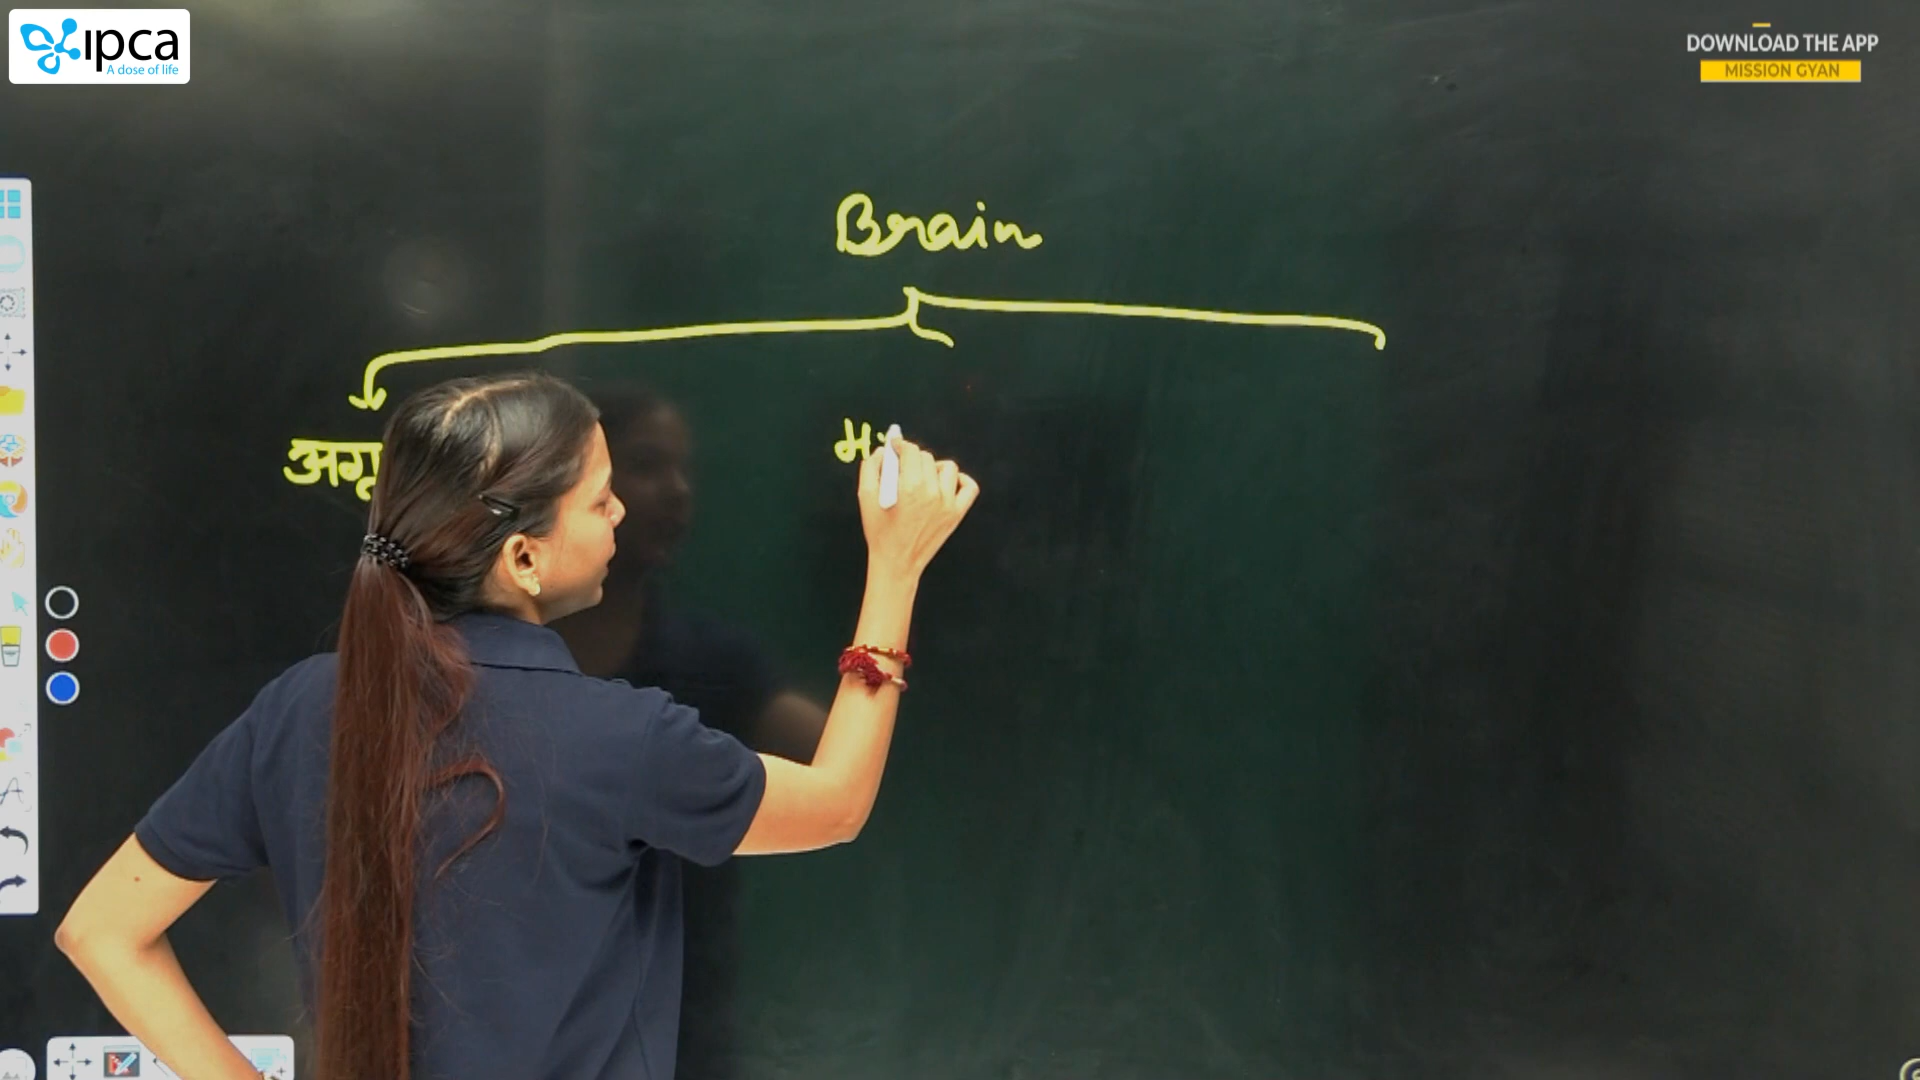 ipca
A dose of life
DOWNLOAD THE APP
MISSION GYAN
Brain